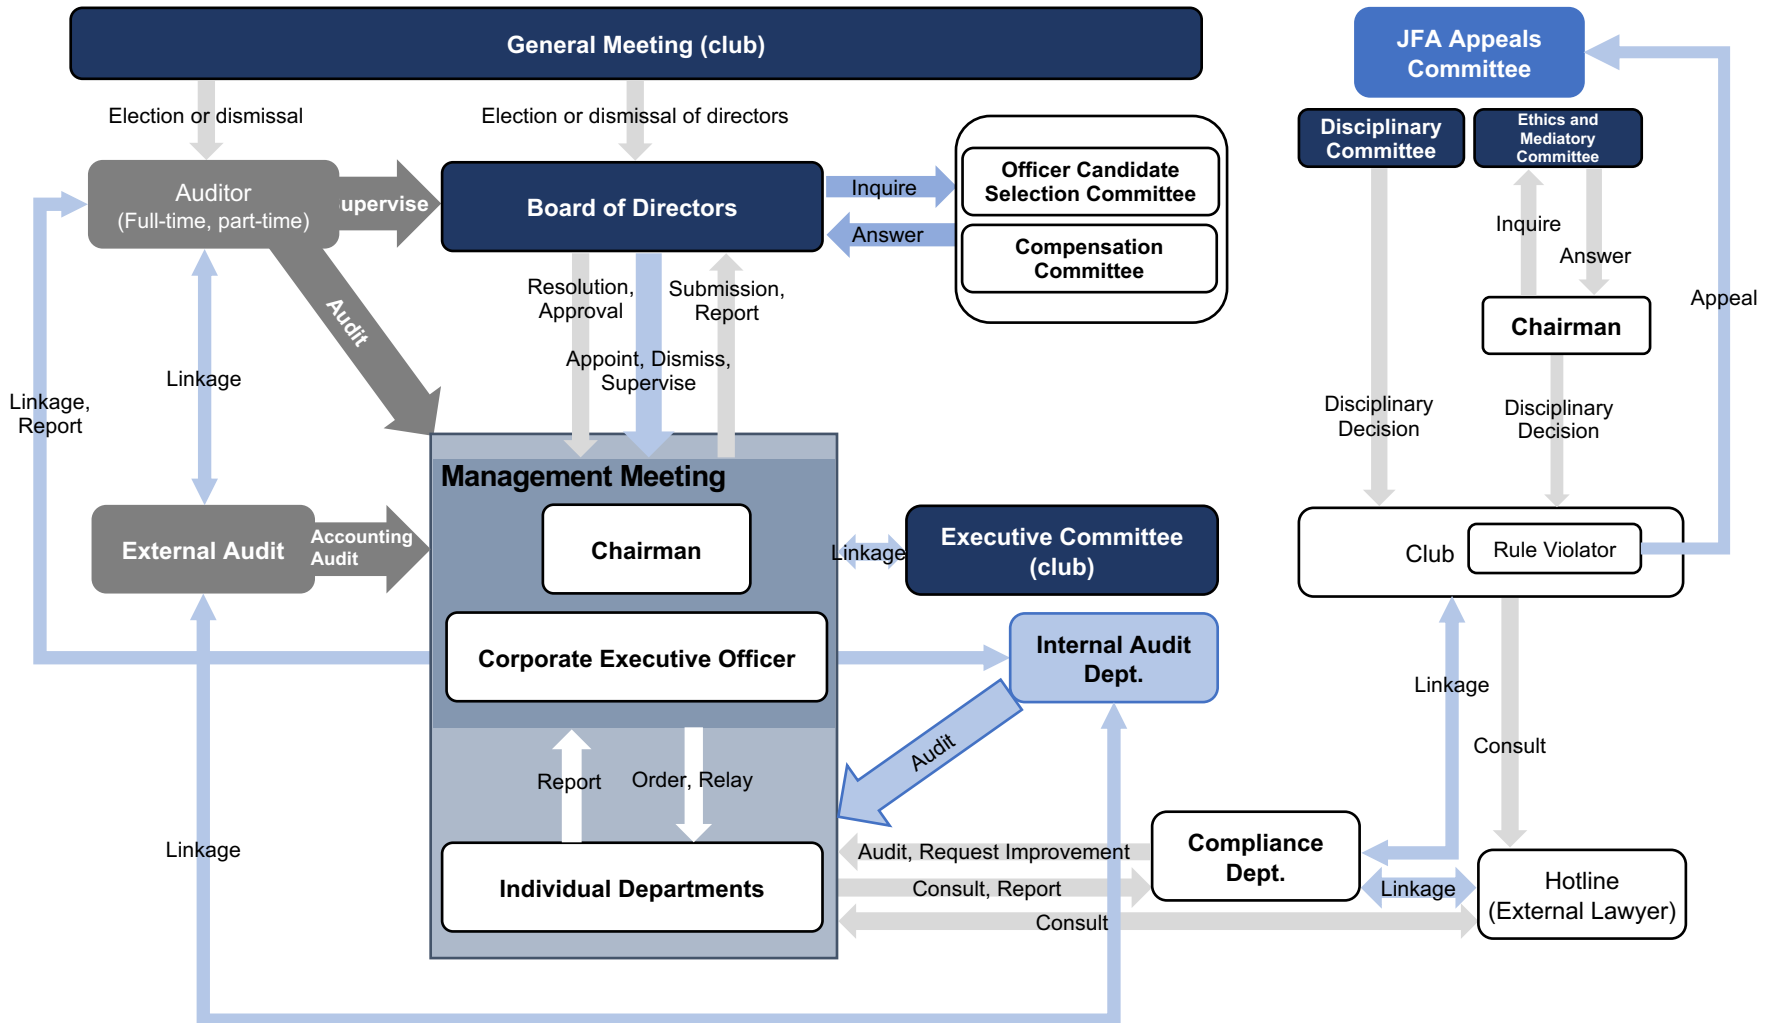 General Meeting (club)
JFA Appeals
Committee
Election or dismissal
Election or dismissal of directors
Disciplinary
Committee
Ethics and
Mediatory
Committee
Auditor
(Full-time, part-time)
Supervise
Board of Directors
Inquire
Answer
Officer Candidate
Selection Committee
Compensation
Committee
Inquire
Answer
Appeal
Resolution,
Approval
Submission,
Report
Appoint, Dismiss,
Supervise
Audit
Chairman
Linkage
Linkage,
Report
Disciplinary
Decision
Disciplinary
Decision
Management Meeting
Chairman
External Audit
Accounting
Audit
Linkage
Executive Committee
(club)
Club
Rule Violator
Corporate Executive Officer
Internal Audit
Dept.
Linkage
Audit
Consult
Report
Order, Relay
Linkage
Audit, Request Improvement
Compliance
Dept.
Individual Departments
Consult, Report
Linkage
Hotline
(External Lawyer)
Consult